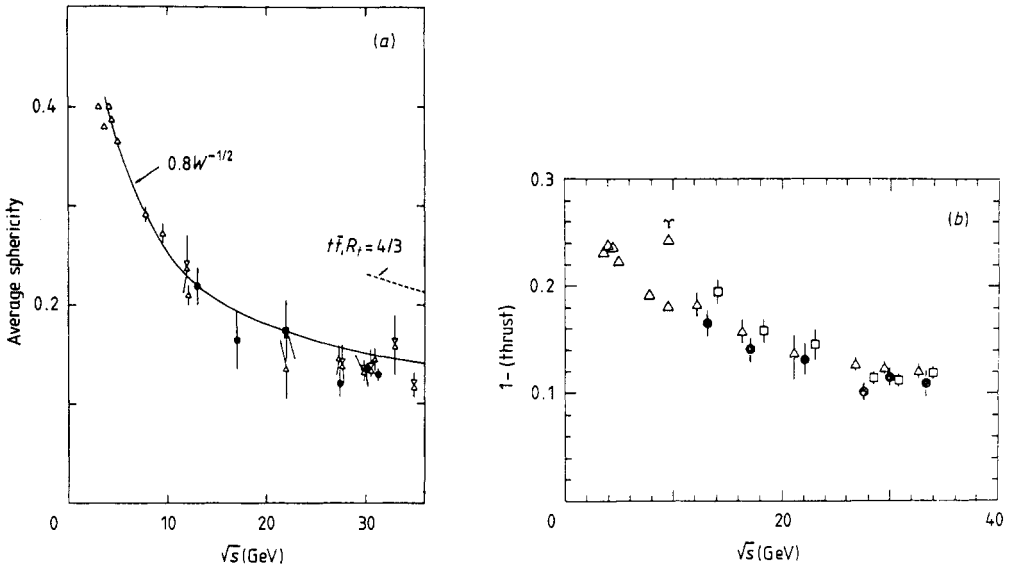 (a)
0.4
0.8W⁻¹/²
tt̄,R_t = 4/3
0.2
Average sphericity
0
10
20
30
√s (GeV)
0.3
(b)
ϒ
0.2
0.1
1- (thrust)
0
20
40
√s (GeV)